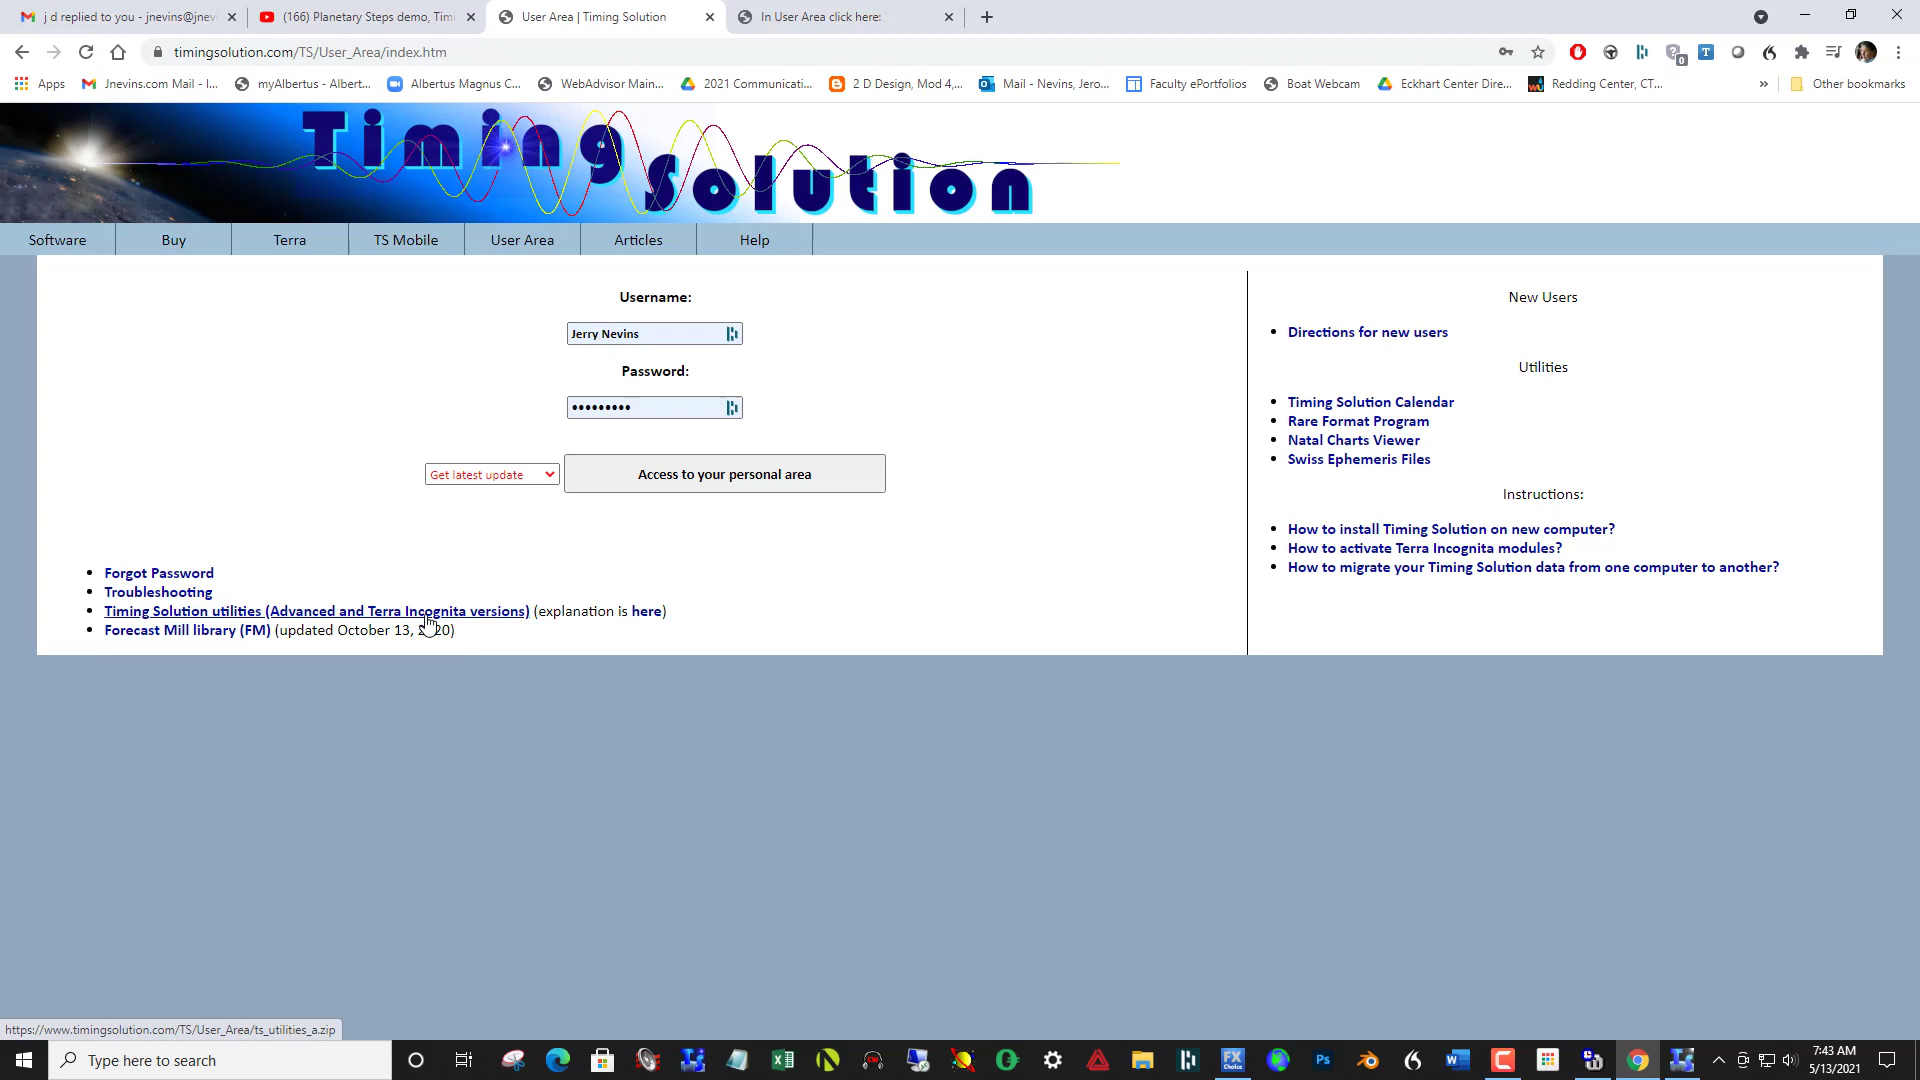 j d replied to you - jnevins@jnev
(166) Planetary Steps demo, Timi
User Area | Timing Solution
In User Area click here:
timingsolution.com/TS/User_Area/index.htm
0
Apps
Jnevins.com Mail - I...
myAlbertus - Albert...
Albertus Magnus C...
WebAdvisor Main...
2021 Communicati...
2 D Design, Mod 4,...
Mail - Nevins, Jero...
Faculty ePortfolios
Boat Webcam
Eckhart Center Dire...
Redding Center, CT...
»
Other bookmarks
Timing
Solution
Software
Buy
Terra
TS Mobile
User Area
Articles
Help
Username:
Jerry Nevins
Password:
•••••••••
Get latest update
Access to your personal area
• Forgot Password
• Troubleshooting
• Timing Solution utilities (Advanced and Terra Incognita versions) (explanation is here)
• Forecast Mill library (FM) (updated October 13, 2020)
New Users
• Directions for new users
Utilities
• Timing Solution Calendar
• Rare Format Program
• Natal Charts Viewer
• Swiss Ephemeris Files
Instructions:
• How to install Timing Solution on new computer?
• How to activate Terra Incognita modules?
• How to migrate your Timing Solution data from one computer to another?
https://www.timingsolution.com/TS/User_Area/ts_utilities_a.zip
Type here to search
FX
Choice
Ps
7:43 AM
5/13/2021